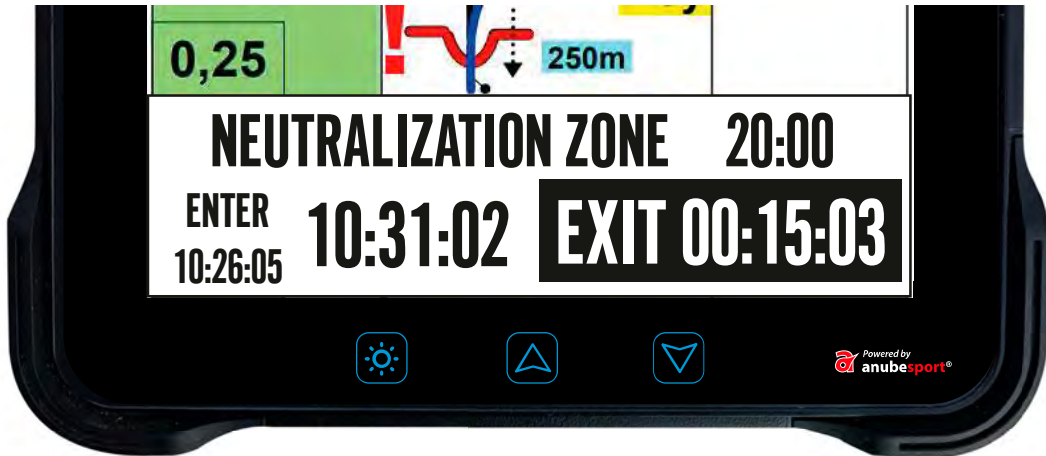 0,25
250m
NEUTRALIZATION ZONE 20:00
ENTER
10:26:05
10:31:02
EXIT 00:15:03
Powered by
anubesport®